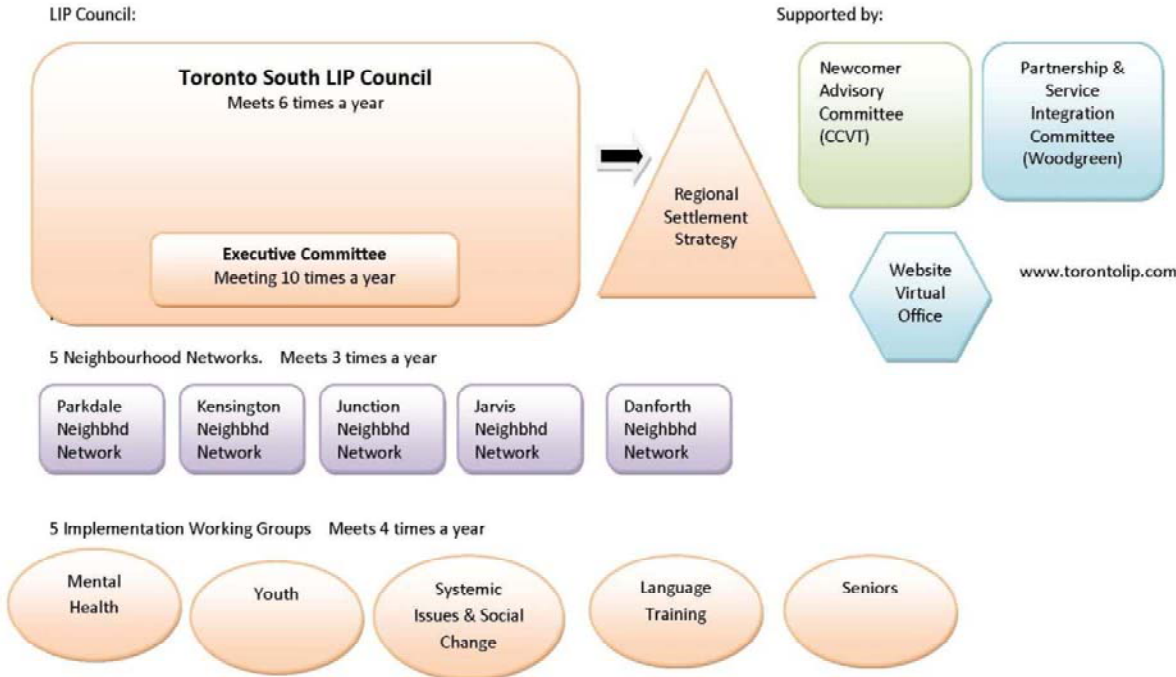 LIP Council:
Supported by:
Toronto South LIP Council
Meets 6 times a year
Executive Committee
Meeting 10 times a year
Regional
Settlement
Strategy
Newcomer
Advisory
Committee
(CCVT)
Partnership &
Service
Integration
Committee
(Woodgreen)
Website
Virtual
Office
www.torontolip.com
5 Neighbourhood Networks. Meets 3 times a year
Parkdale
Neighbhd
Network
Kensington
Neighbhd
Network
Junction
Neighbhd
Network
Jarvis
Neighbhd
Network
Danforth
Neighbhd
Network
5 Implementation Working Groups Meets 4 times a year
Mental
Health
Youth
Systemic
Issues & Social
Change
Language
Training
Seniors